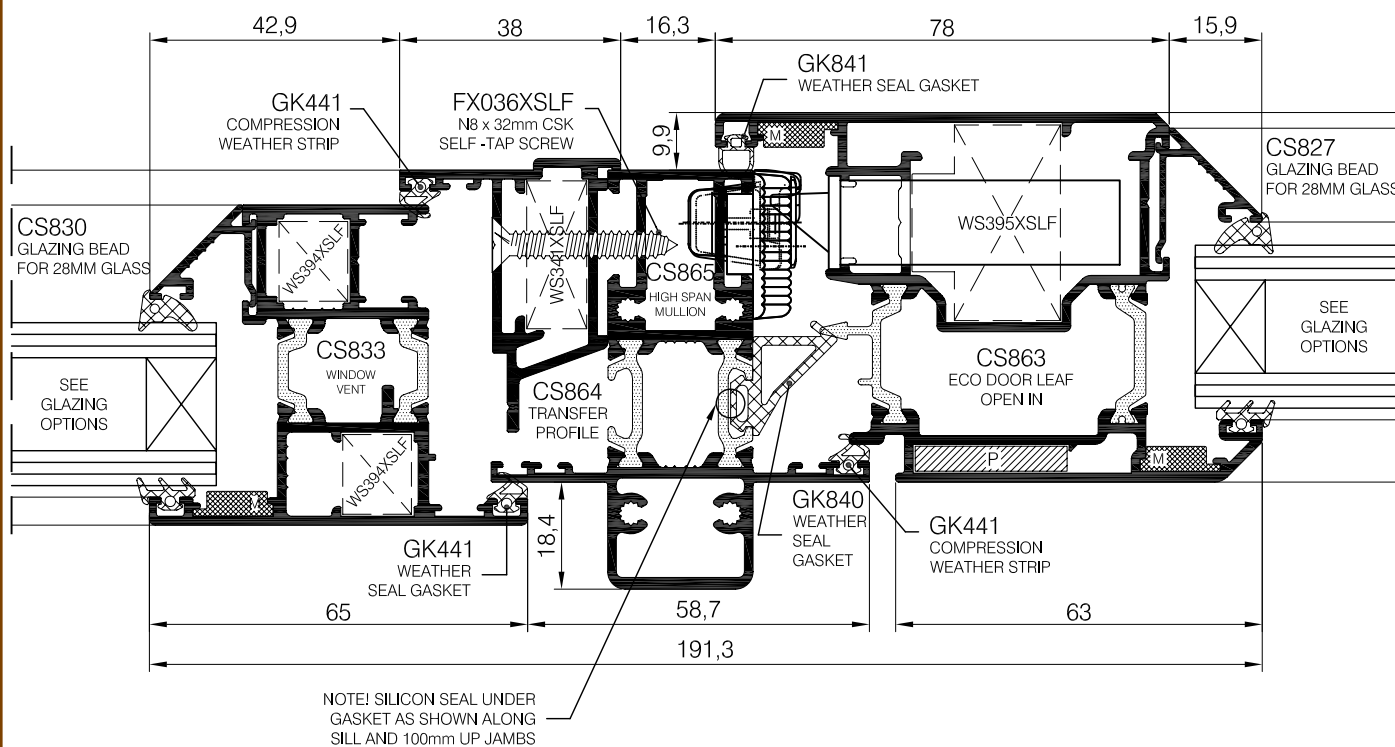 42,9
38
16,3
78
15,9
GK841
WEATHER SEAL GASKET
GK441
COMPRESSION
WEATHER STRIP
FX036XSLF
N8 x 32mm CSK
SELF -TAP SCREW
9,9
M
CS827
GLAZING BEAD
FOR 28MM GLASS
CS830
GLAZING BEAD
FOR 28MM GLASS
WS394XSLF
WS341XSLF
CS865
HIGH SPAN
MULLION
WS395XSLF
SEE
GLAZING
OPTIONS
CS833
WINDOW
VENT
CS864
TRANSFER
PROFILE
CS863
ECO DOOR LEAF
OPEN IN
SEE
GLAZING
OPTIONS
WS394XSLF
P
M
M
18,4
GK441
WEATHER
SEAL GASKET
GK840
WEATHER
SEAL
GASKET
GK441
COMPRESSION
WEATHER STRIP
65
58,7
63
191,3
NOTE! SILICON SEAL UNDER
GASKET AS SHOWN ALONG
SILL AND 100mm UP JAMBS